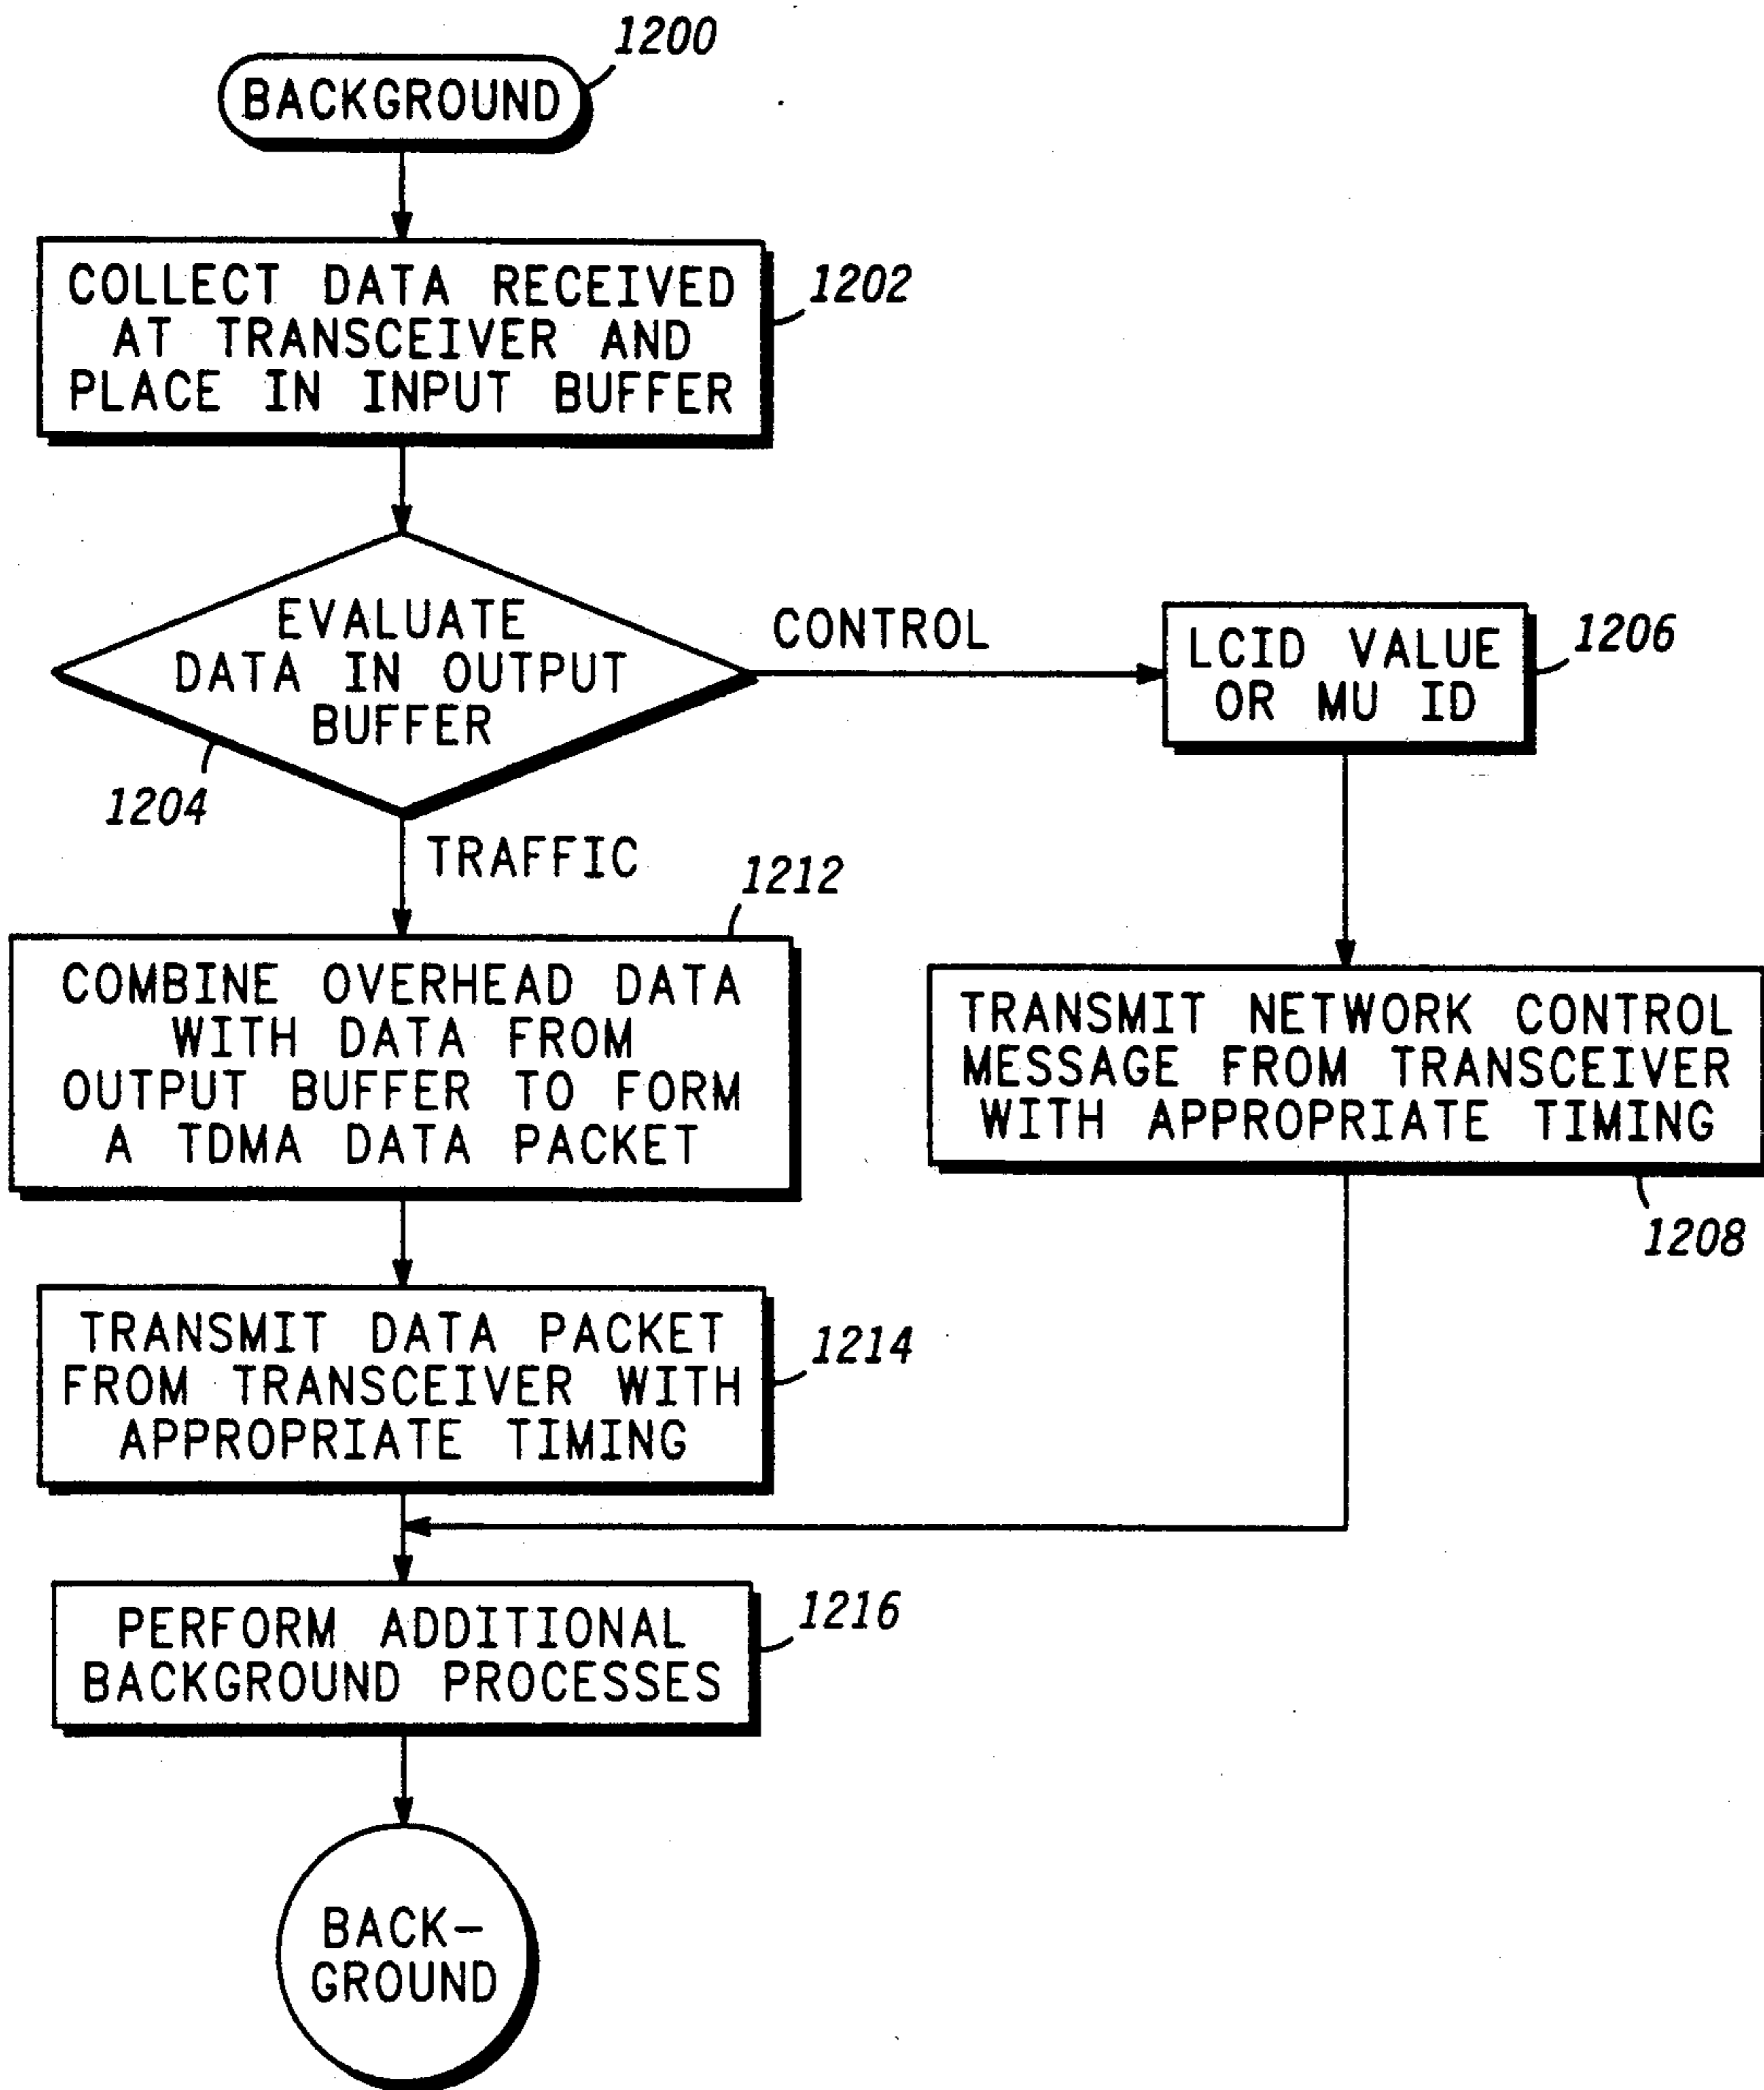 1200
BACKGROUND
COLLECT DATA RECEIVED
AT TRANSCEIVER AND
PLACE IN INPUT BUFFER
1202
EVALUATE
DATA IN OUTPUT
BUFFER
1204
CONTROL
LCID VALUE
OR MU ID
1206
TRAFFIC
1212
COMBINE OVERHEAD DATA
WITH DATA FROM
OUTPUT BUFFER TO FORM
A TDMA DATA PACKET
TRANSMIT NETWORK CONTROL
MESSAGE FROM TRANSCEIVER
WITH APPROPRIATE TIMING
1208
TRANSMIT DATA PACKET
FROM TRANSCEIVER WITH
APPROPRIATE TIMING
1214
PERFORM ADDITIONAL
BACKGROUND PROCESSES
1216
BACK-
GROUND